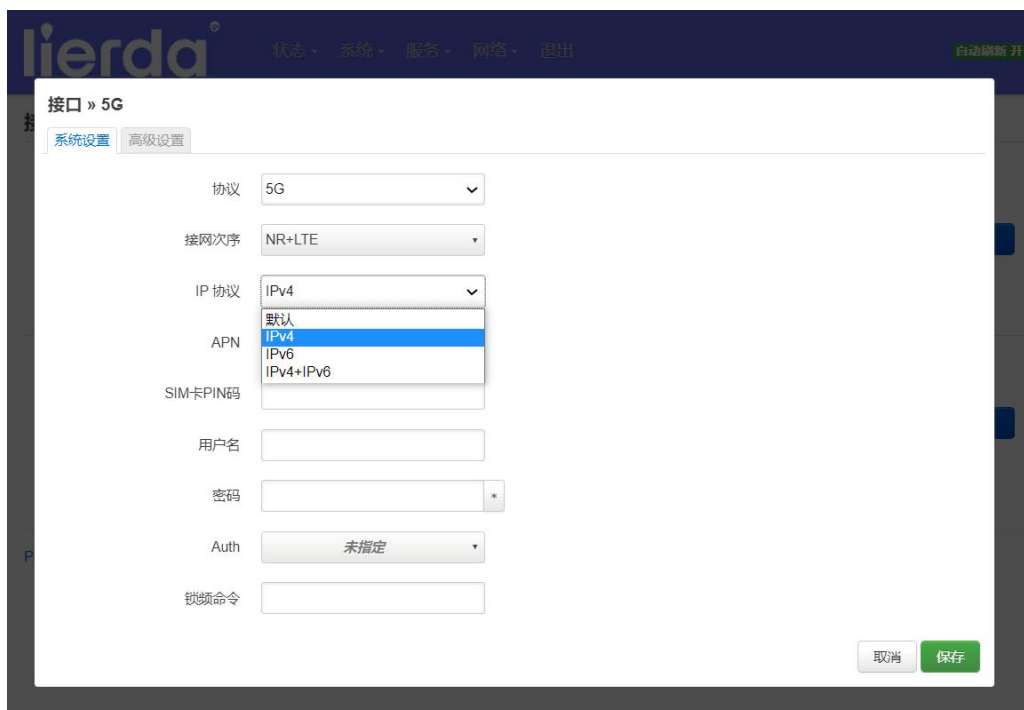 lierda®
状态 系统 服务 网络 退出
自动刷新 开
接口 » 5G
系统设置 高级设置
协议 5G
接网次序 NR+LTE
IP 协议 IPv4
默认
IPv4
IPv6
IPv4+IPv6
APN
SIM卡PIN码
用户名
密码 *
Auth 未指定
锁频命令
取消 保存
P